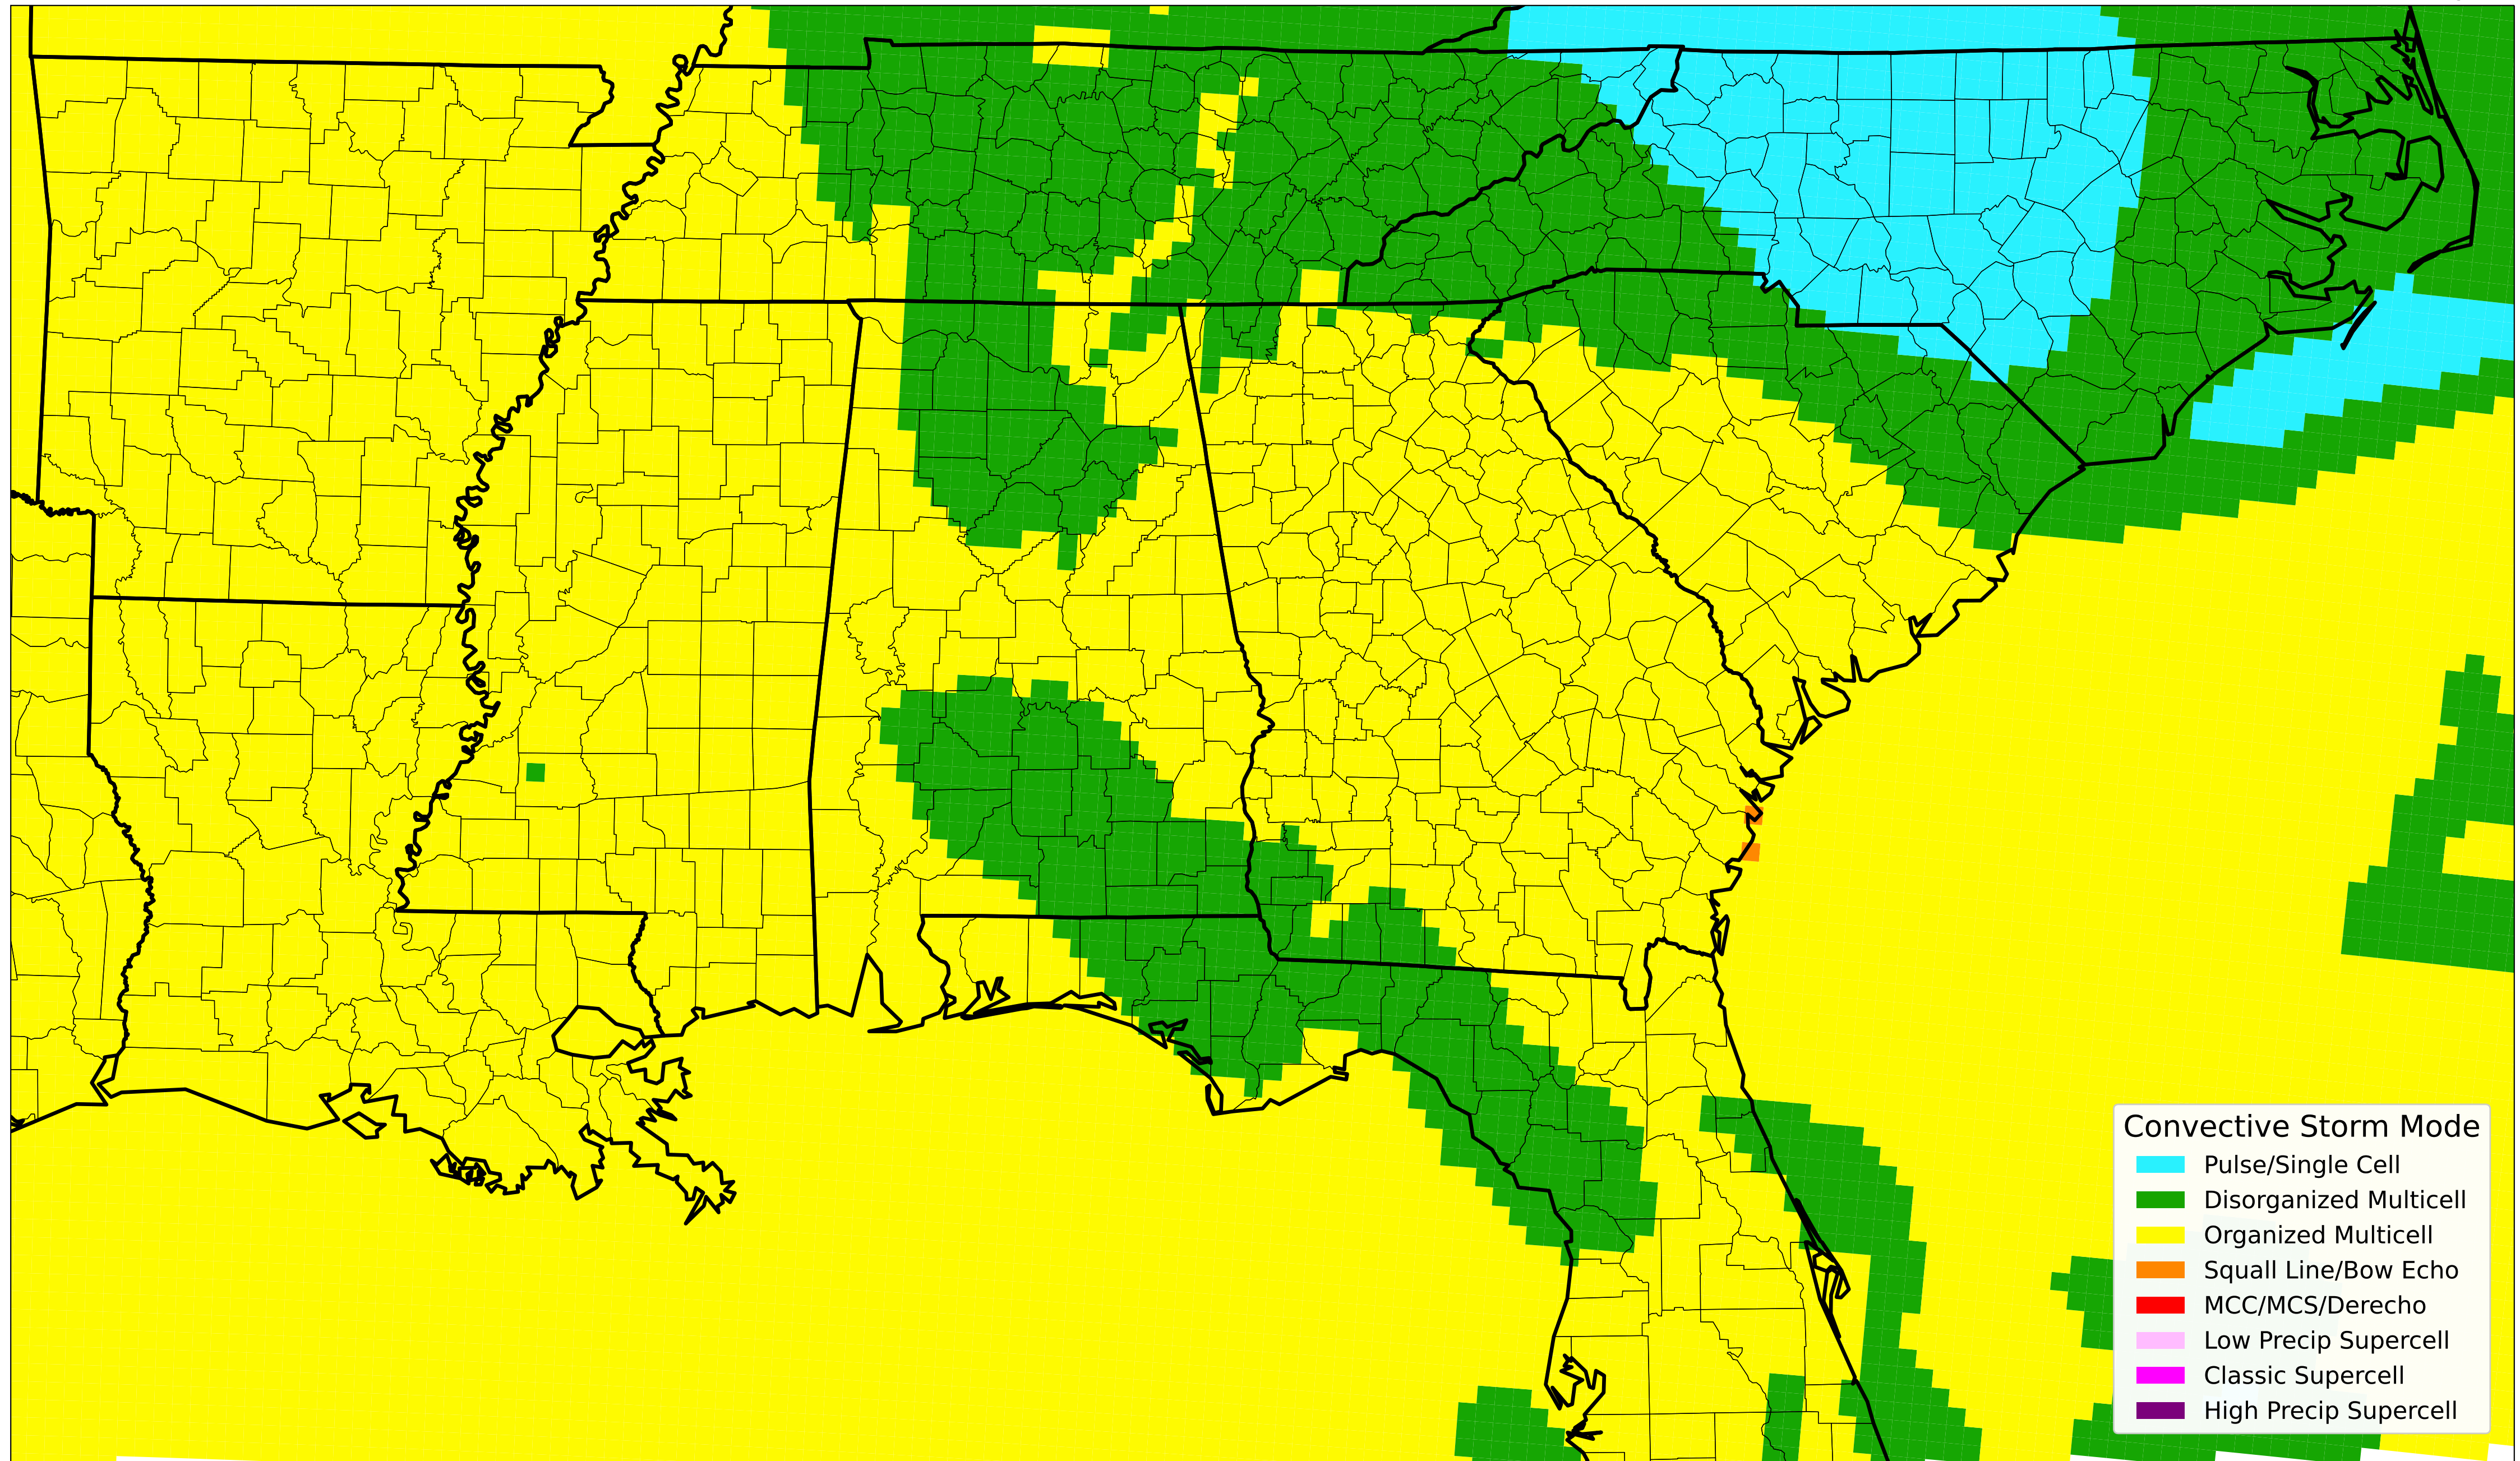 Convective Storm Mode
Pulse/Single Cell
Disorganized Multicell
Organized Multicell
Squall Line/Bow Echo
MCC/MCS/Derecho
Low Precip Supercell
Classic Supercell
High Precip Supercell